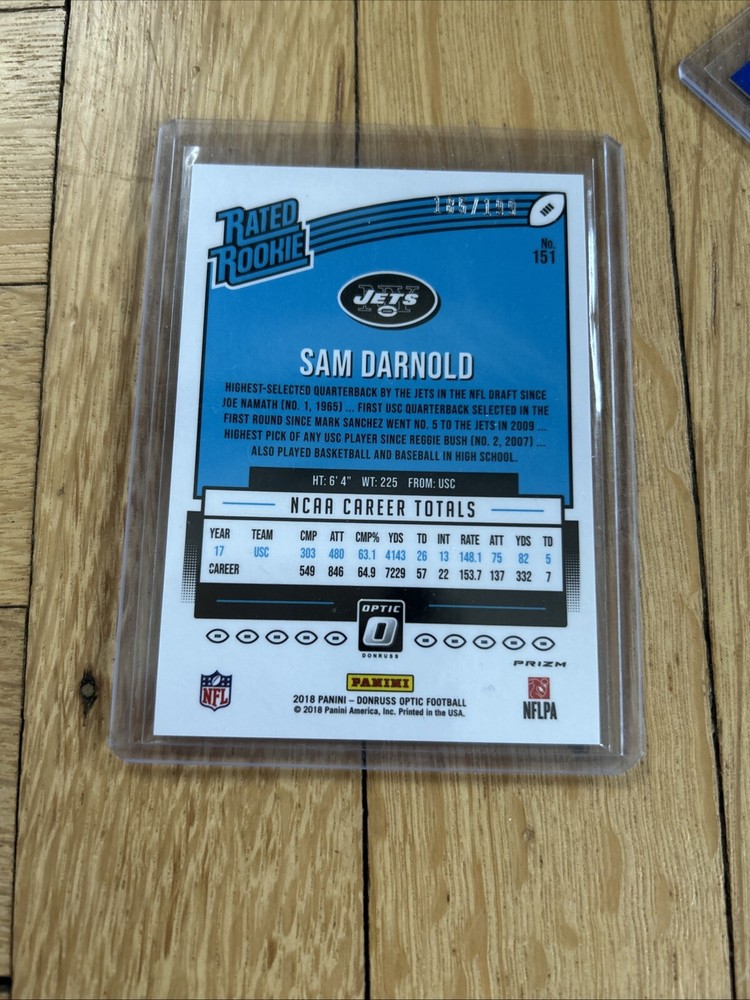 RATED
ROOKIE
185/199
No.
151
NY
JETS
SAM DARNOLD
HIGHEST-SELECTED QUARTERBACK BY THE JETS IN THE NFL DRAFT SINCE
JOE NAMATH (NO. 1, 1965) ... FIRST USC QUARTERBACK SELECTED IN THE
FIRST ROUND SINCE MARK SANCHEZ WENT NO. 5 TO THE JETS IN 2009 ...
HIGHEST PICK OF ANY USC PLAYER SINCE REGGIE BUSH (NO. 2, 2007) ...
ALSO PLAYED BASKETBALL AND BASEBALL IN HIGH SCHOOL.
HT: 6' 4" WT: 225 FROM: USC
NCAA CAREER TOTALS
YEAR TEAM CMP ATT CMP% YDS TD INT RATE ATT YDS TD
17 USC 303 480 63.1 4143 26 13 148.1 75 82 5
CAREER 549 846 64.9 7229 57 22 153.7 137 332 7
OPTIC
O
DONRUSS
PRIZM
NFL
PANINI
NFLPA
2018 PANINI – DONRUSS OPTIC FOOTBALL
© 2018 Panini America, Inc. Printed in the USA.